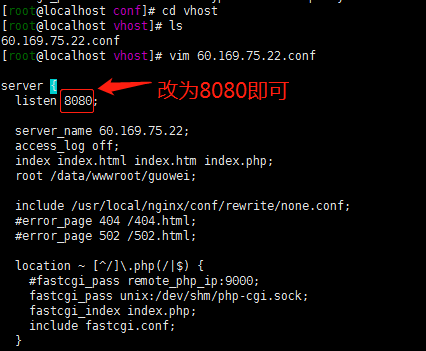 [root@localhost conf]# cd vhost
[root@localhost vhost]# ls
60.169.75.22.conf
[root@localhost vhost]# vim 60.169.75.22.conf
server {
listen 8080;
改为8080即可
server_name 60.169.75.22;
access_log off;
index index.html index.htm index.php;
root /data/wwwroot/guowei;
include /usr/local/nginx/conf/rewrite/none.conf;
#error_page 404 /404.html;
#error_page 502 /502.html;
location ~ [^/]\.php(/|$) {
#fastcgi_pass remote_php_ip:9000;
fastcgi_pass unix:/dev/shm/php-cgi.sock;
fastcgi_index index.php;
include fastcgi.conf;
}